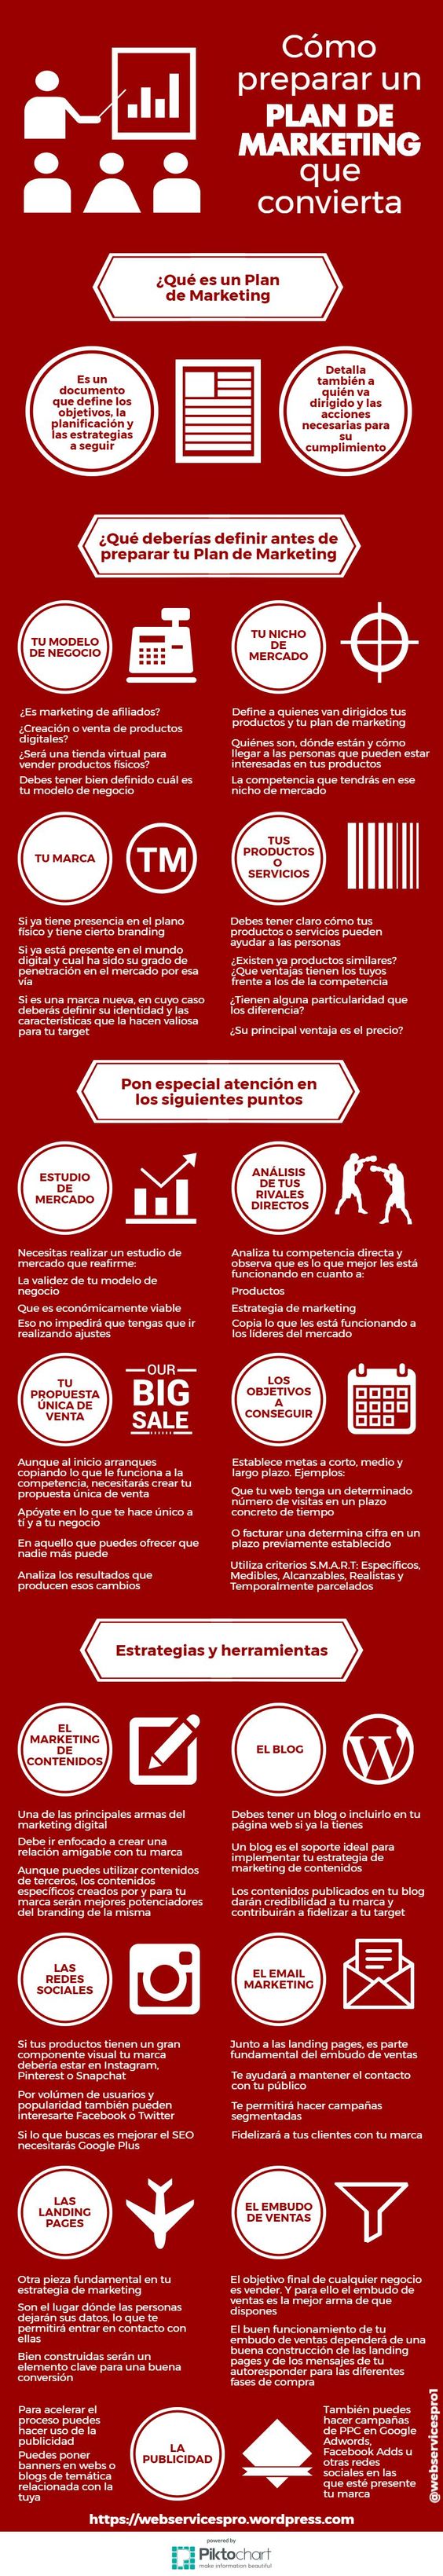 Cómo
preparar un
PLAN DE
MARKETING
que
convierta
¿Qué es un Plan
de Marketing
Es un
documento
que define los
objetivos, la
planificación y
las estrategias
a seguir
Detalla
también a
quién va
dirigido y las
acciones
necesarias para
su
cumplimiento
¿Qué deberías definir antes de
preparar tu Plan de Marketing
TU MODELO
DE NEGOCIO
¿Es marketing de afiliados?
¿Creación o venta de productos
digitales?
¿Será una tienda virtual para
vender productos físicos?
Debes tener bien definido cuál es
tu modelo de negocio
TU NICHO
DE
MERCADO
Define a quienes van dirigidos tus
productos y tu plan de marketing
Quiénes son, dónde están y cómo
llegar a las personas que pueden estar
interesadas en tus productos
La competencia que tendrás en ese
nicho de mercado
TU MARCA
TM
Si ya tiene presencia en el plano
físico y tiene cierto branding
Si ya está presente en el mundo
digital y cual ha sido su grado de
penetración en el mercado por esa
vía
Si es una marca nueva, en cuyo caso
deberás definir su identidad y las
características que la hacen valiosa
para tu target
TUS
PRODUCTOS
O
SERVICIOS
Debes tener claro cómo tus
productos o servicios pueden
ayudar a las personas
¿Existen ya productos similares?
¿Que ventajas tienen los tuyos
frente a los de la competencia
¿Tienen alguna particularidad que
los diferencia?
¿Su principal ventaja es el precio?
Pon especial atención en
los siguientes puntos
ESTUDIO
DE
MERCADO
Necesitas realizar un estudio de
mercado que reafirme:
La validez de tu modelo de
negocio
Que es económicamente viable
Eso no impedirá que tengas que ir
realizando ajustes
ANÁLISIS
DE TUS
RIVALES
DIRECTOS
Analiza tu competencia directa y
observa que es lo que mejor les está
funcionando en cuanto a:
Productos
Estrategia de marketing
Copia lo que les está funcionando a
los líderes del mercado
TU
PROPUESTA
ÚNICA DE
VENTA
OUR
BIG
SALE
Aunque al inicio arranques
copiando lo que le funciona a la
competencia, necesitarás crear tu
propuesta única de venta
Apóyate en lo que te hace único a
ti y a tu negocio
En aquello que puedes ofrecer que
nadie más puede
Analiza los resultados que
producen esos cambios
LOS
OBJETIVOS
A
CONSEGUIR
Establece metas a corto, medio y
largo plazo. Ejemplos:
Que tu web tenga un determinado
número de visitas en un plazo
concreto de tiempo
O facturar una determina cifra en un
plazo previamente establecido
Utiliza criterios S.M.A.R.T: Específicos,
Medibles, Alcanzables, Realistas y
Temporalmente parcelados
Estrategias y herramientas
EL
MARKETING
DE
CONTENIDOS
Una de las principales armas del
marketing digital
Debe ir enfocado a crear una
relación amigable con tu marca
Aunque puedes utilizar contenidos
de terceros, los contenidos
específicos creados por y para tu
marca serán mejores potenciadores
del branding de la misma
EL BLOG
Debes tener un blog o incluirlo en tu
página web si ya la tienes
Un blog es el soporte ideal para
implementar tu estrategia de
marketing de contenidos
Los contenidos publicados en tu blog
darán credibilidad a tu marca y
contribuirán a fidelizar a tu target
LAS
REDES
SOCIALES
Si tus productos tienen un gran
componente visual tu marca
debería estar en Instagram,
Pinterest o Snapchat
Por volúmen de usuarios y
popularidad también pueden
interesarte Facebook o Twitter
Si lo que buscas es mejorar el SEO
necesitarás Google Plus
EL EMAIL
MARKETING
Junto a las landing pages, es parte
fundamental del embudo de ventas
Te ayudará a mantener el contacto
con tu público
Te permitirá hacer campañas
segmentadas
Fidelizará a tus clientes con tu marca
LAS
LANDING
PAGES
Otra pieza fundamental en tu
estrategia de marketing
Son el lugar dónde las personas
dejarán sus datos, lo que te
permitirá entrar en contacto con
ellas
Bien construidas serán un
elemento clave para una buena
conversión
EL EMBUDO
DE VENTAS
El objetivo final de cualquier negocio
es vender. Y para ello el embudo de
ventas es la mejor arma de que
dispones
El buen funcionamiento de tu
embudo de ventas dependerá de una
buena construcción de las landing
pages y de los mensajes de tu
autoresponder para las diferentes
fases de compra
Para acelerar el
proceso puedes
hacer uso de la
publicidad
Puedes poner
banners en webs o
blogs de temática
relacionada con la
tuya
LA
PUBLICIDAD
También puedes
hacer campañas
de PPC en Google
Adwords,
Facebook Adds u
otras redes
sociales en las
que esté presente
tu marca
@webservicespro1
https://webservicespro.wordpress.com
powered by
Piktochart
make information beautiful